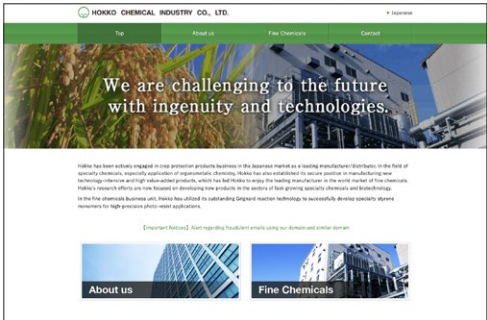 HOKKO CHEMICAL INDUSTRY CO., LTD.
Japanese
Top
About us
Fine Chemicals
Contact
We are challenging to the future
with ingenuity and technologies.
Hokko has been actively engaged in crop protection products business in the Japanese market as a leading manufacturer/distributor. In the field of
specialty chemicals, especially application of organometallic chemistry, Hokko has also established its secure position in manufacturing new
technology-intensive and high value-added products, which has led Hokko to enjoy the leading manufacturer in the world market of fine chemicals.
Hokko's research efforts are now focused on developing new products in the sectors of fast growing specialty chemicals and biotechnology.
In the fine chemicals business unit, Hokko has utilized its outstanding Grignard reaction technology to successfully develop specialty styrene
monomers for high-precision photo-resist applications.
【Important Notices】Alert regarding fraudulent emails using our domain and similar domain
About us
Fine Chemicals